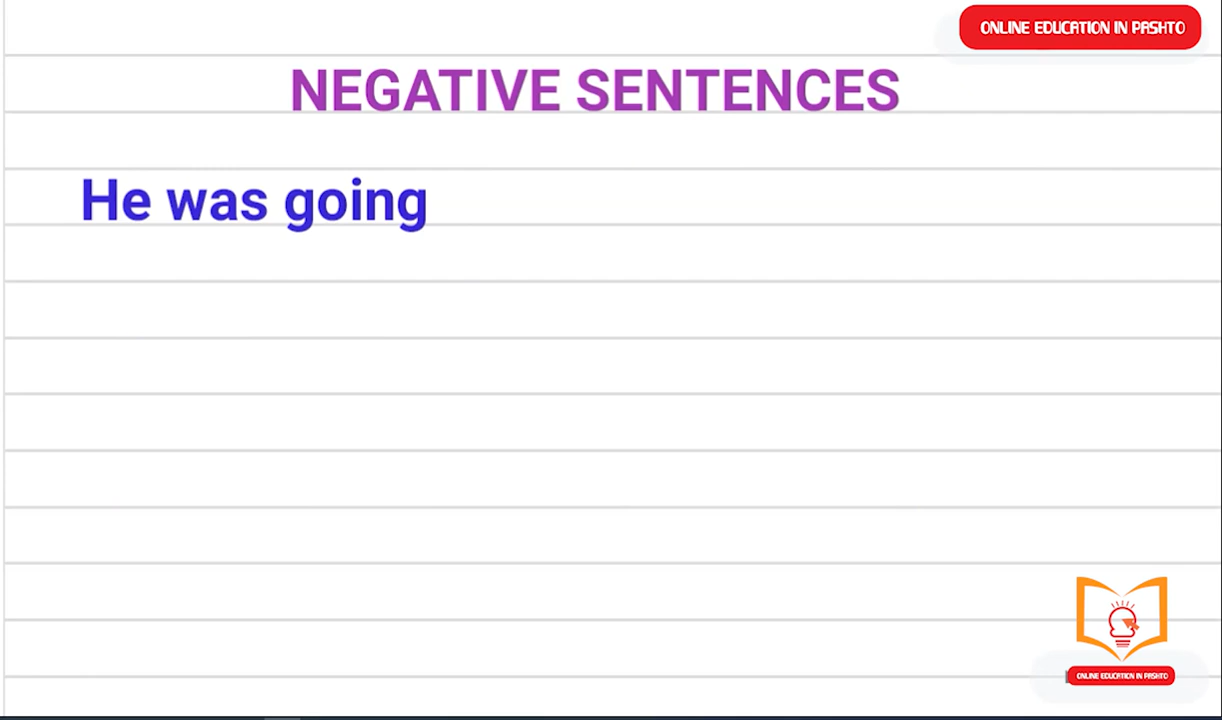 ONLINE EDUCATION IN PASHTO
NEGATIVE SENTENCES
He was going
ONLINE EDUCATION IN PASHTO